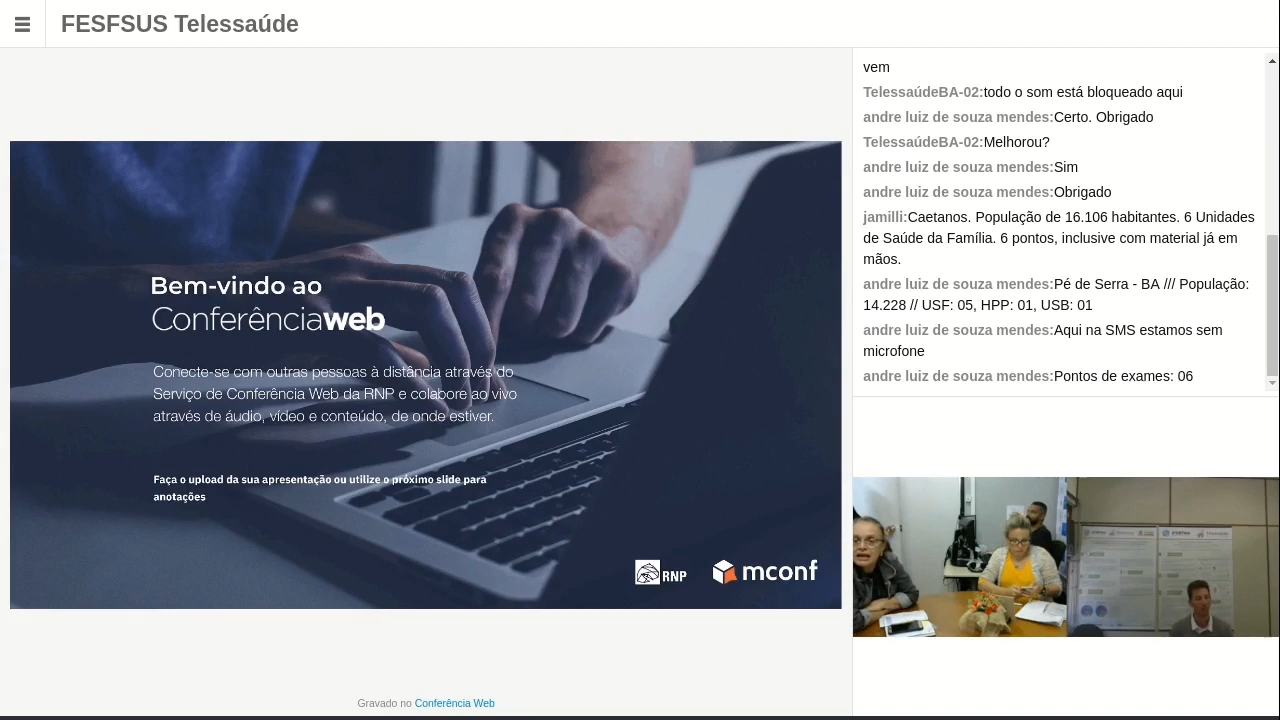 FESFSUS Telessaúde
Bem-vindo ao
Conferênciaweb
Conecte-se com outras pessoas à distância através do
Serviço de Conferência Web da RNP e colabore ao vivo
através de áudio, vídeo e conteúdo, de onde estiver.
Faça o upload da sua apresentação ou utilize o próximo slide para
anotações
RNP
mconf
Gravado no Conferência Web
vem
TelessaúdeBA-02:todo o som está bloqueado aqui
andre luiz de souza mendes:Certo. Obrigado
TelessaúdeBA-02:Melhorou?
andre luiz de souza mendes:Sim
andre luiz de souza mendes:Obrigado
jamilli:Caetanos. População de 16.106 habitantes. 6 Unidades
de Saúde da Família. 6 pontos, inclusive com material já em
mãos.
andre luiz de souza mendes:Pé de Serra - BA /// População:
14.228 // USF: 05, HPP: 01, USB: 01
andre luiz de souza mendes:Aqui na SMS estamos sem
microfone
andre luiz de souza mendes:Pontos de exames: 06